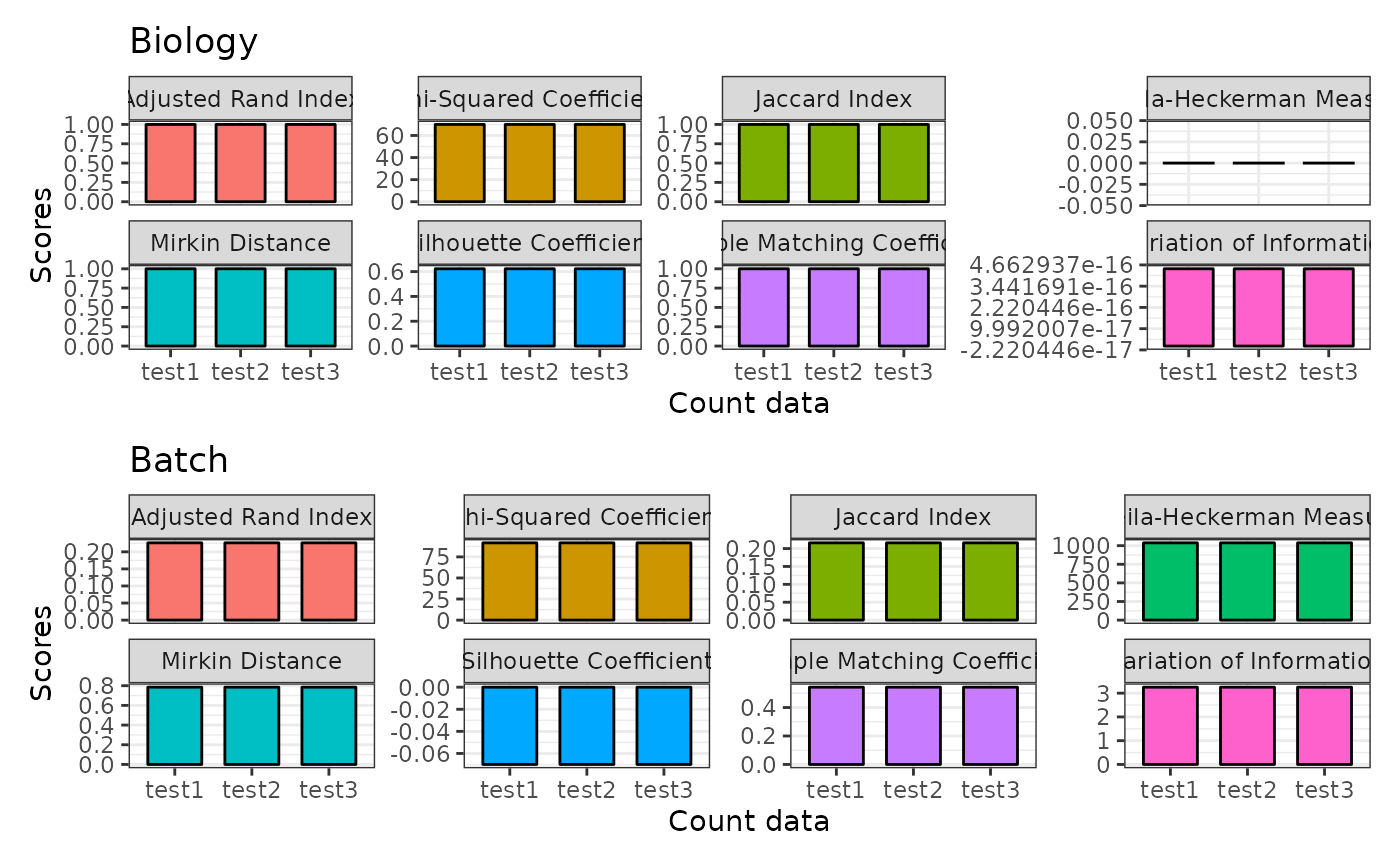 Biology
Adjusted Rand Index
hi-Squared Coefficie
Jaccard Index
la-Heckerman Meas
1.00
0.75
0.50
0.25
0.00
60
40
20
0
1.00
0.75
0.50
0.25
0.00
0.050
0.025
0.000
-0.025
-0.050
Scores
Mirkin Distance
ilhouette Coefficien
ple Matching Coeffic
riation of Informati
1.00
0.75
0.50
0.25
0.00
0.6
0.4
0.2
0.0
1.00
0.75
0.50
0.25
0.00
4.662937e-16
3.441691e-16
2.220446e-16
9.992007e-17
-2.220446e-17
test1 test2 test3
test1 test2 test3
test1 test2 test3
test1 test2 test3
Count data
Batch
Adjusted Rand Index
hi-Squared Coefficien
Jaccard Index
ila-Heckerman Measu
0.20
0.15
0.10
0.05
0.00
75
50
25
0
0.20
0.15
0.10
0.05
0.00
1000
750
500
250
0
Scores
Mirkin Distance
Silhouette Coefficient
ple Matching Coeffici
ariation of Informatio
0.8
0.6
0.4
0.2
0.0
0.00
-0.02
-0.04
-0.06
0.4
0.2
0.0
3
2
1
0
test1 test2 test3
test1 test2 test3
test1 test2 test3
test1 test2 test3
Count data